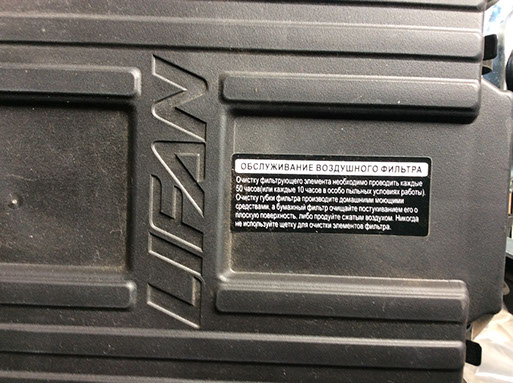 LIFAN
ОБСЛУЖИВАНИЕ ВОЗДУШНОГО ФИЛЬТРА
Очистку фильтрующего элемента необходимо проводить каждые
50 часов(или каждые 10 часов в особо пыльных условиях работы).
Очистку губки фильтра производите домашними моющими
средствами, а бумажный фильтр очищайте постукиванием его о
плоскую поверхность, либо продуйте сжатым воздухом. Никогда
не используйте щетку для очистки элементов фильтра.